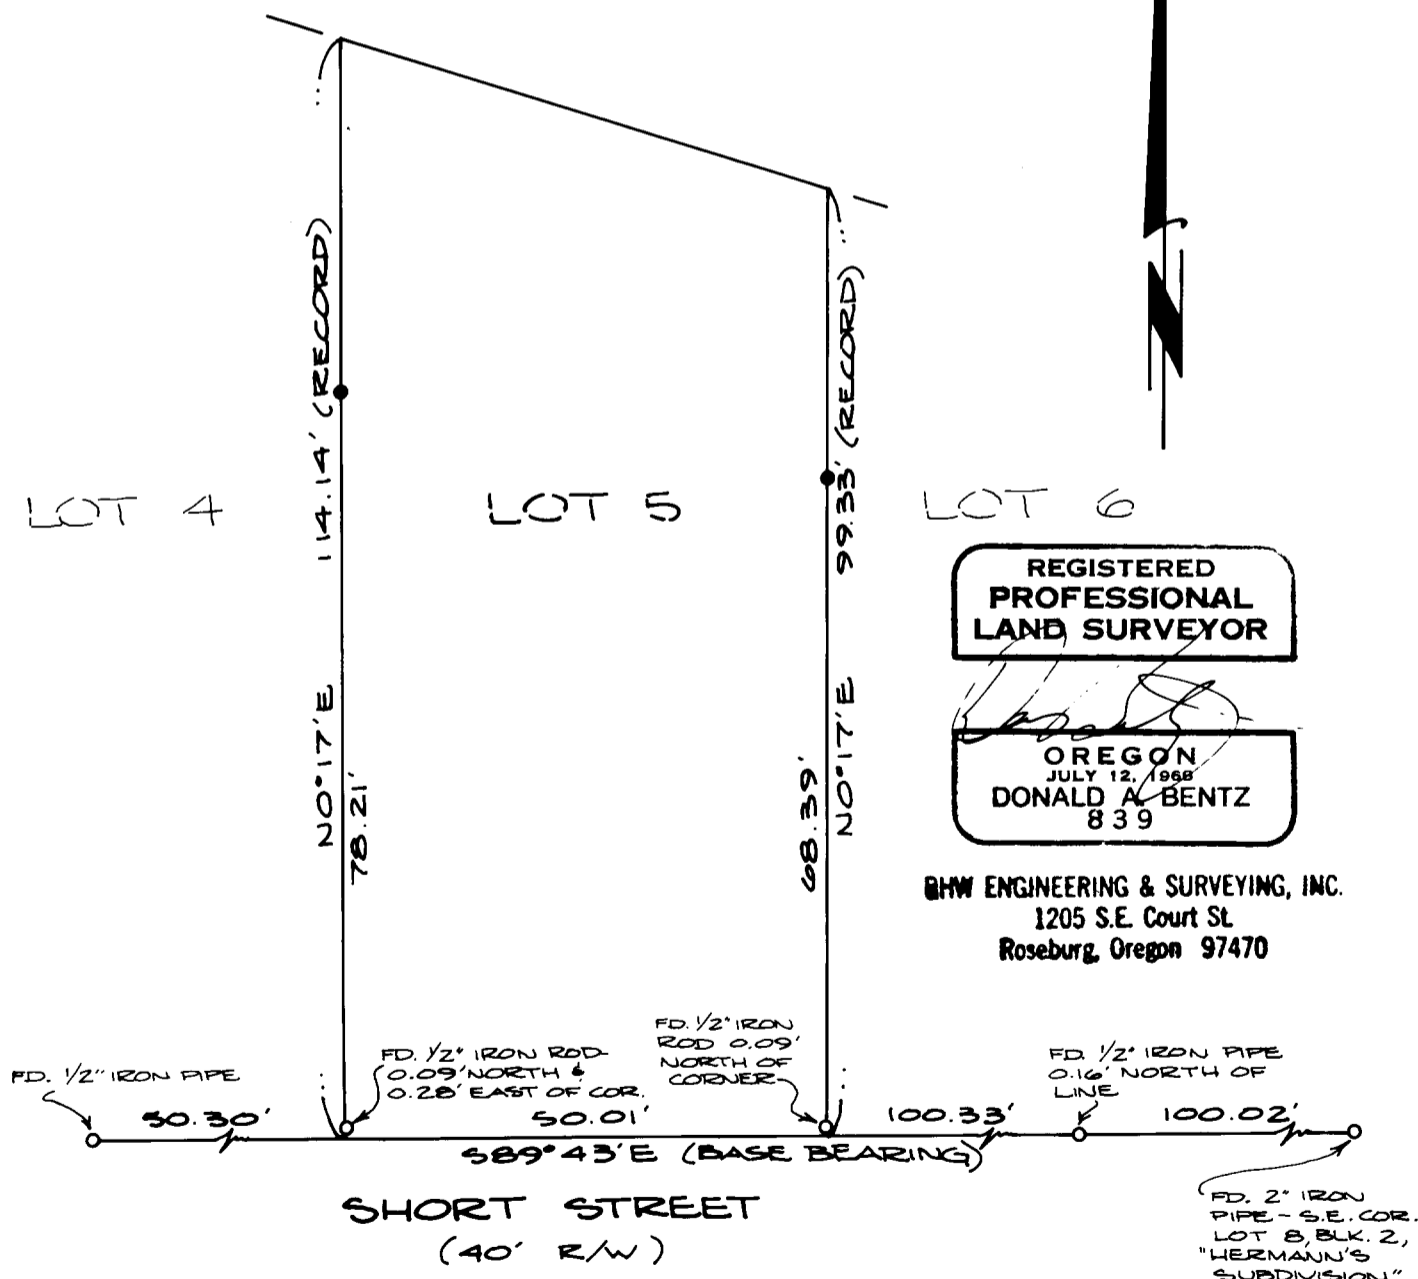 114.14' (RECORD)
N0°17'E
78.21'
99.33' (RECORD)
N0°17'E
68.39'
N
LOT 4
LOT 5
LOT 6
REGISTERED
PROFESSIONAL
LAND SURVEYOR
OREGON
JULY 12, 1968
DONALD A. BENTZ
839
BHW ENGINEERING & SURVEYING, INC.
1205 S.E. Court St.
Roseburg, Oregon 97470
FD. 1/2" IRON PIPE
FD. 1/2" IRON ROD
0.09' NORTH &
0.28' EAST OF COR.
FD. 1/2" IRON
ROD 0.09'
NORTH OF
CORNER
FD. 1/2" IRON PIPE
0.16' NORTH OF
LINE
50.30'
50.01'
100.33'
100.02'
S89°43'E (BASE BEARING)
SHORT STREET
(40' R/W)
FD. 2" IRON
PIPE - S.E. COR.
LOT 8, BLK. 2,
"HERMANN'S
SUBDIVISION"